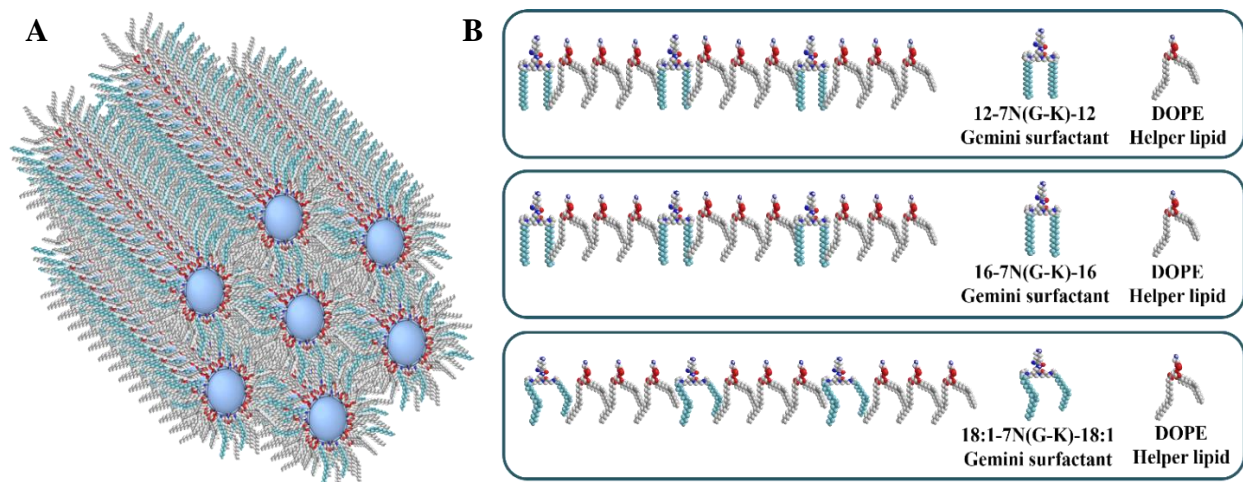 A
B
12-7N(G-K)-12
Gemini surfactant
DOPE
Helper lipid
16-7N(G-K)-16
Gemini surfactant
DOPE
Helper lipid
18:1-7N(G-K)-18:1
Gemini surfactant
DOPE
Helper lipid